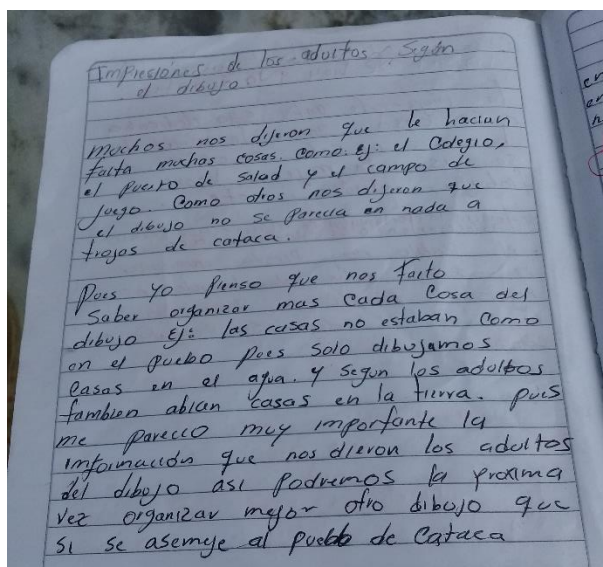 Impresiones de los adultos Según
el dibujo
Muchos nos dijeron que le hacian
falta muchas cosas. como. Ej: el Colegio,
el puesto de salud y el campo de
juego. Como otros nos dijeron que
el dibujo no se parecia en nada a
trojas de cataca.
Pues yo pienso que nos falto
Saber organizar mas Cada Cosa del
dibujo Ej: las casas no estaban Como
en el pueblo pues solo dibujamos
Casas en el agua. y Segun los adultos
tambien abian casas en la tierra. pues
me parecio muy importante la
información que nos dieron los adultos
del dibujo asi Podremos la proxima
vez organizar mejor otro dibujo que
si se asemeje al pueblo de Cataca